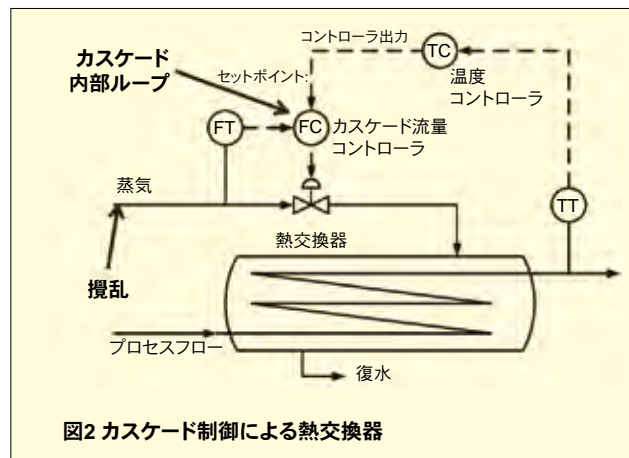 コントローラ出力
TC
カスケード
内部ループ
セットポイント:
温度
コントローラ
FT
FC
カスケード流量
コントローラ
蒸気
TT
熱交換器
攪乱
プロセスフロー
復水
図2 カスケード制御による熱交換器